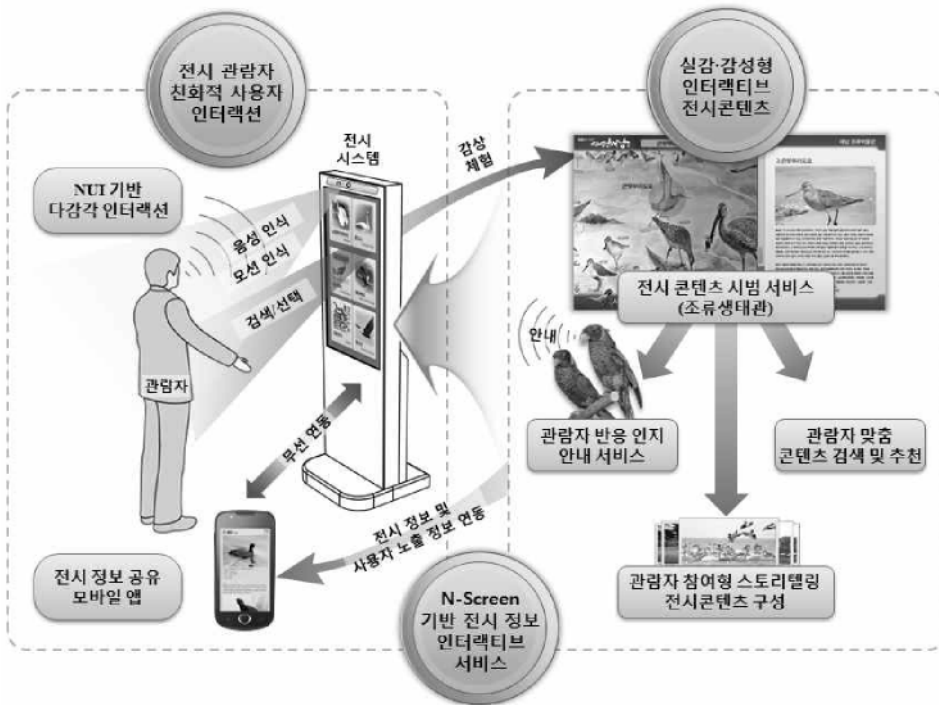 전시 관람자
친화적 사용자
인터랙션
실감·감성형
인터랙티브
전시콘텐츠
전시
시스템
감상
체험
NUI 기반
다감각 인터랙션
음성 인식
모션 인식
검색/선택
관람자
무선 연동
전시 콘텐츠 시범 서비스
(조류생태관)
안내
관람자 반응 인지
안내 서비스
관람자 맞춤
콘텐츠 검색 및 추천
전시 정보 및
사용자 노출 정보 연동
전시 정보 공유
모바일 앱
관람자 참여형 스토리텔링
전시콘텐츠 구성
N-Screen
기반 전시 정보
인터랙티브
서비스